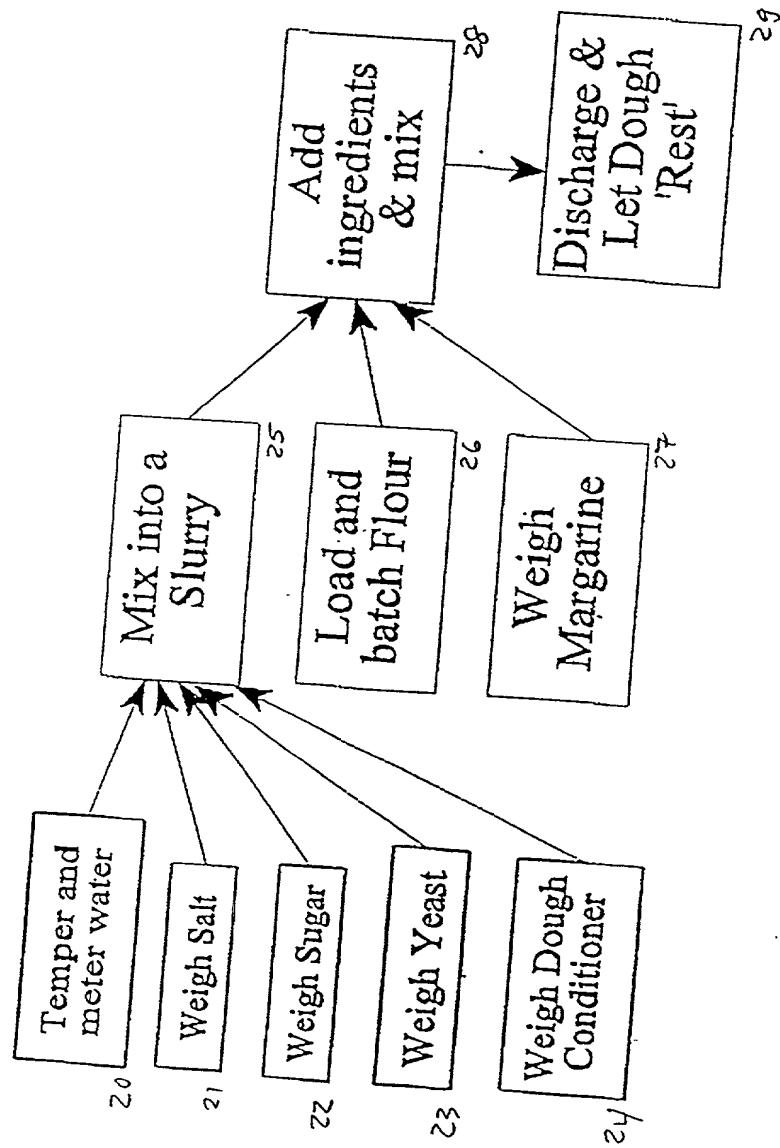 Temper and
meter water
20
Weigh Salt
21
Weigh Sugar
22
Weigh Yeast
23
Weigh Dough
Conditioner
24
Mix into a
Slurry
25
Load and
batch Flour
26
Weigh
Margarine
27
Add
ingredients
& mix
28
Discharge &
Let Dough
'Rest'
29